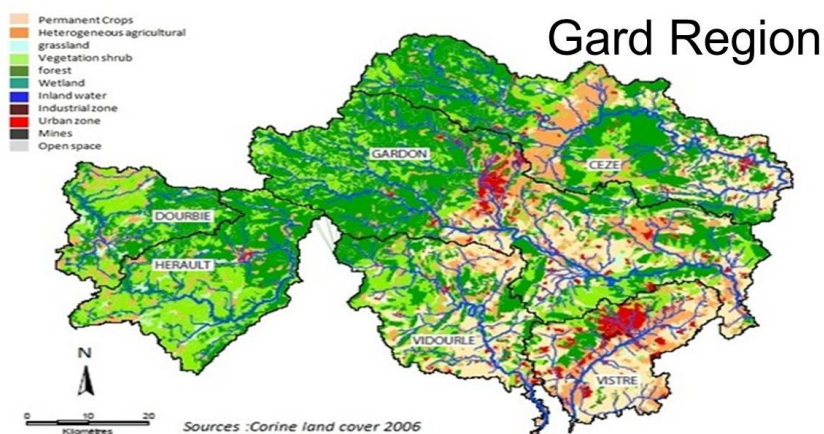 Gard Region
Permanent Crops
Heterogeneous agricultural
grassland
Vegetation shrub
forest
Wetland
Inland water
Industrial zone
Urban zone
Mines
Open space
GARDON
CEZE
DOURBIE
HERAULT
VIDOURLE
VISTRE
N
0 10 20
Kilomètres
Sources :Corine land cover 2006